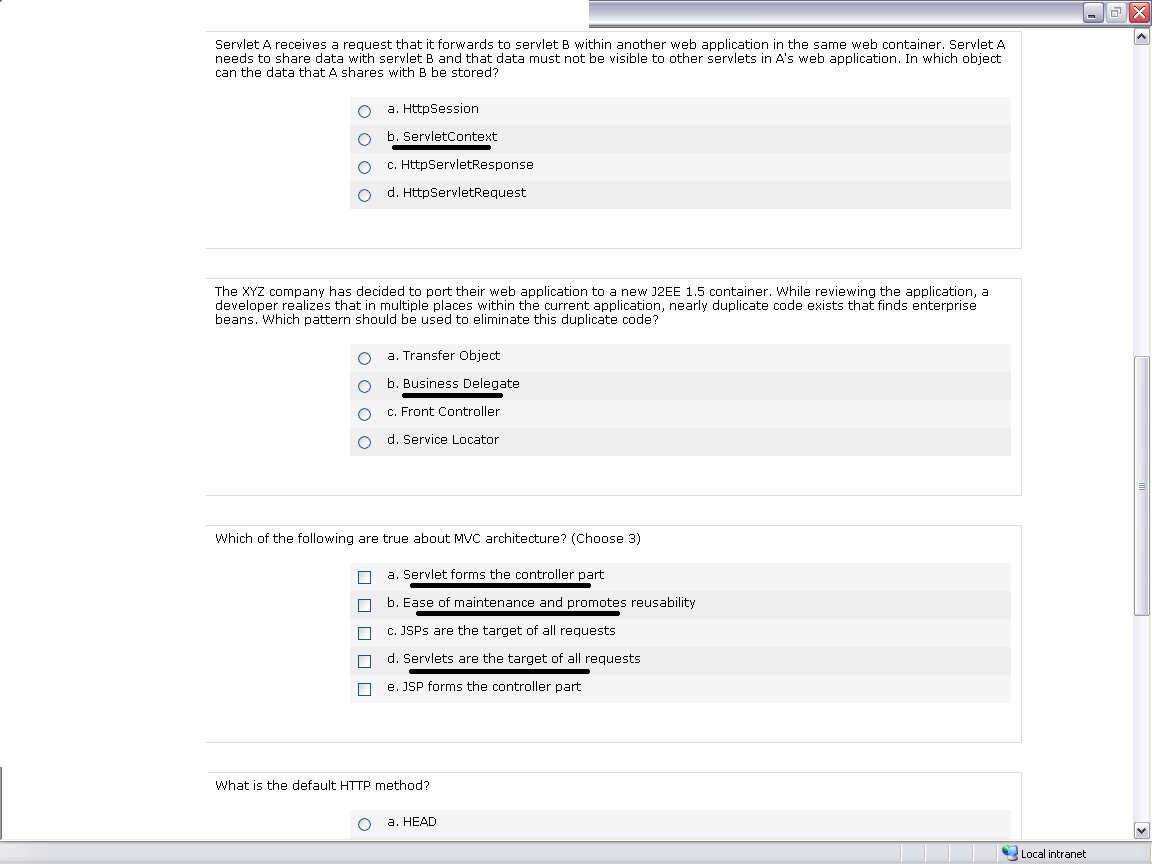 Servlet A receives a request that it forwards to servlet B within another web application in the same web container. Servlet A
needs to share data with servlet B and that data must not be visible to other servlets in A's web application. In which object
can the data that A shares with B be stored?
a. HttpSession
b. ServletContext
c. HttpServletResponse
d. HttpServletRequest
The XYZ company has decided to port their web application to a new J2EE 1.5 container. While reviewing the application, a
developer realizes that in multiple places within the current application, nearly duplicate code exists that finds enterprise
beans. Which pattern should be used to eliminate this duplicate code?
a. Transfer Object
b. Business Delegate
c. Front Controller
d. Service Locator
Which of the following are true about MVC architecture? (Choose 3)
a. Servlet forms the controller part
b. Ease of maintenance and promotes reusability
c. JSPs are the target of all requests
d. Servlets are the target of all requests
e. JSP forms the controller part
What is the default HTTP method?
a. HEAD
Local intranet